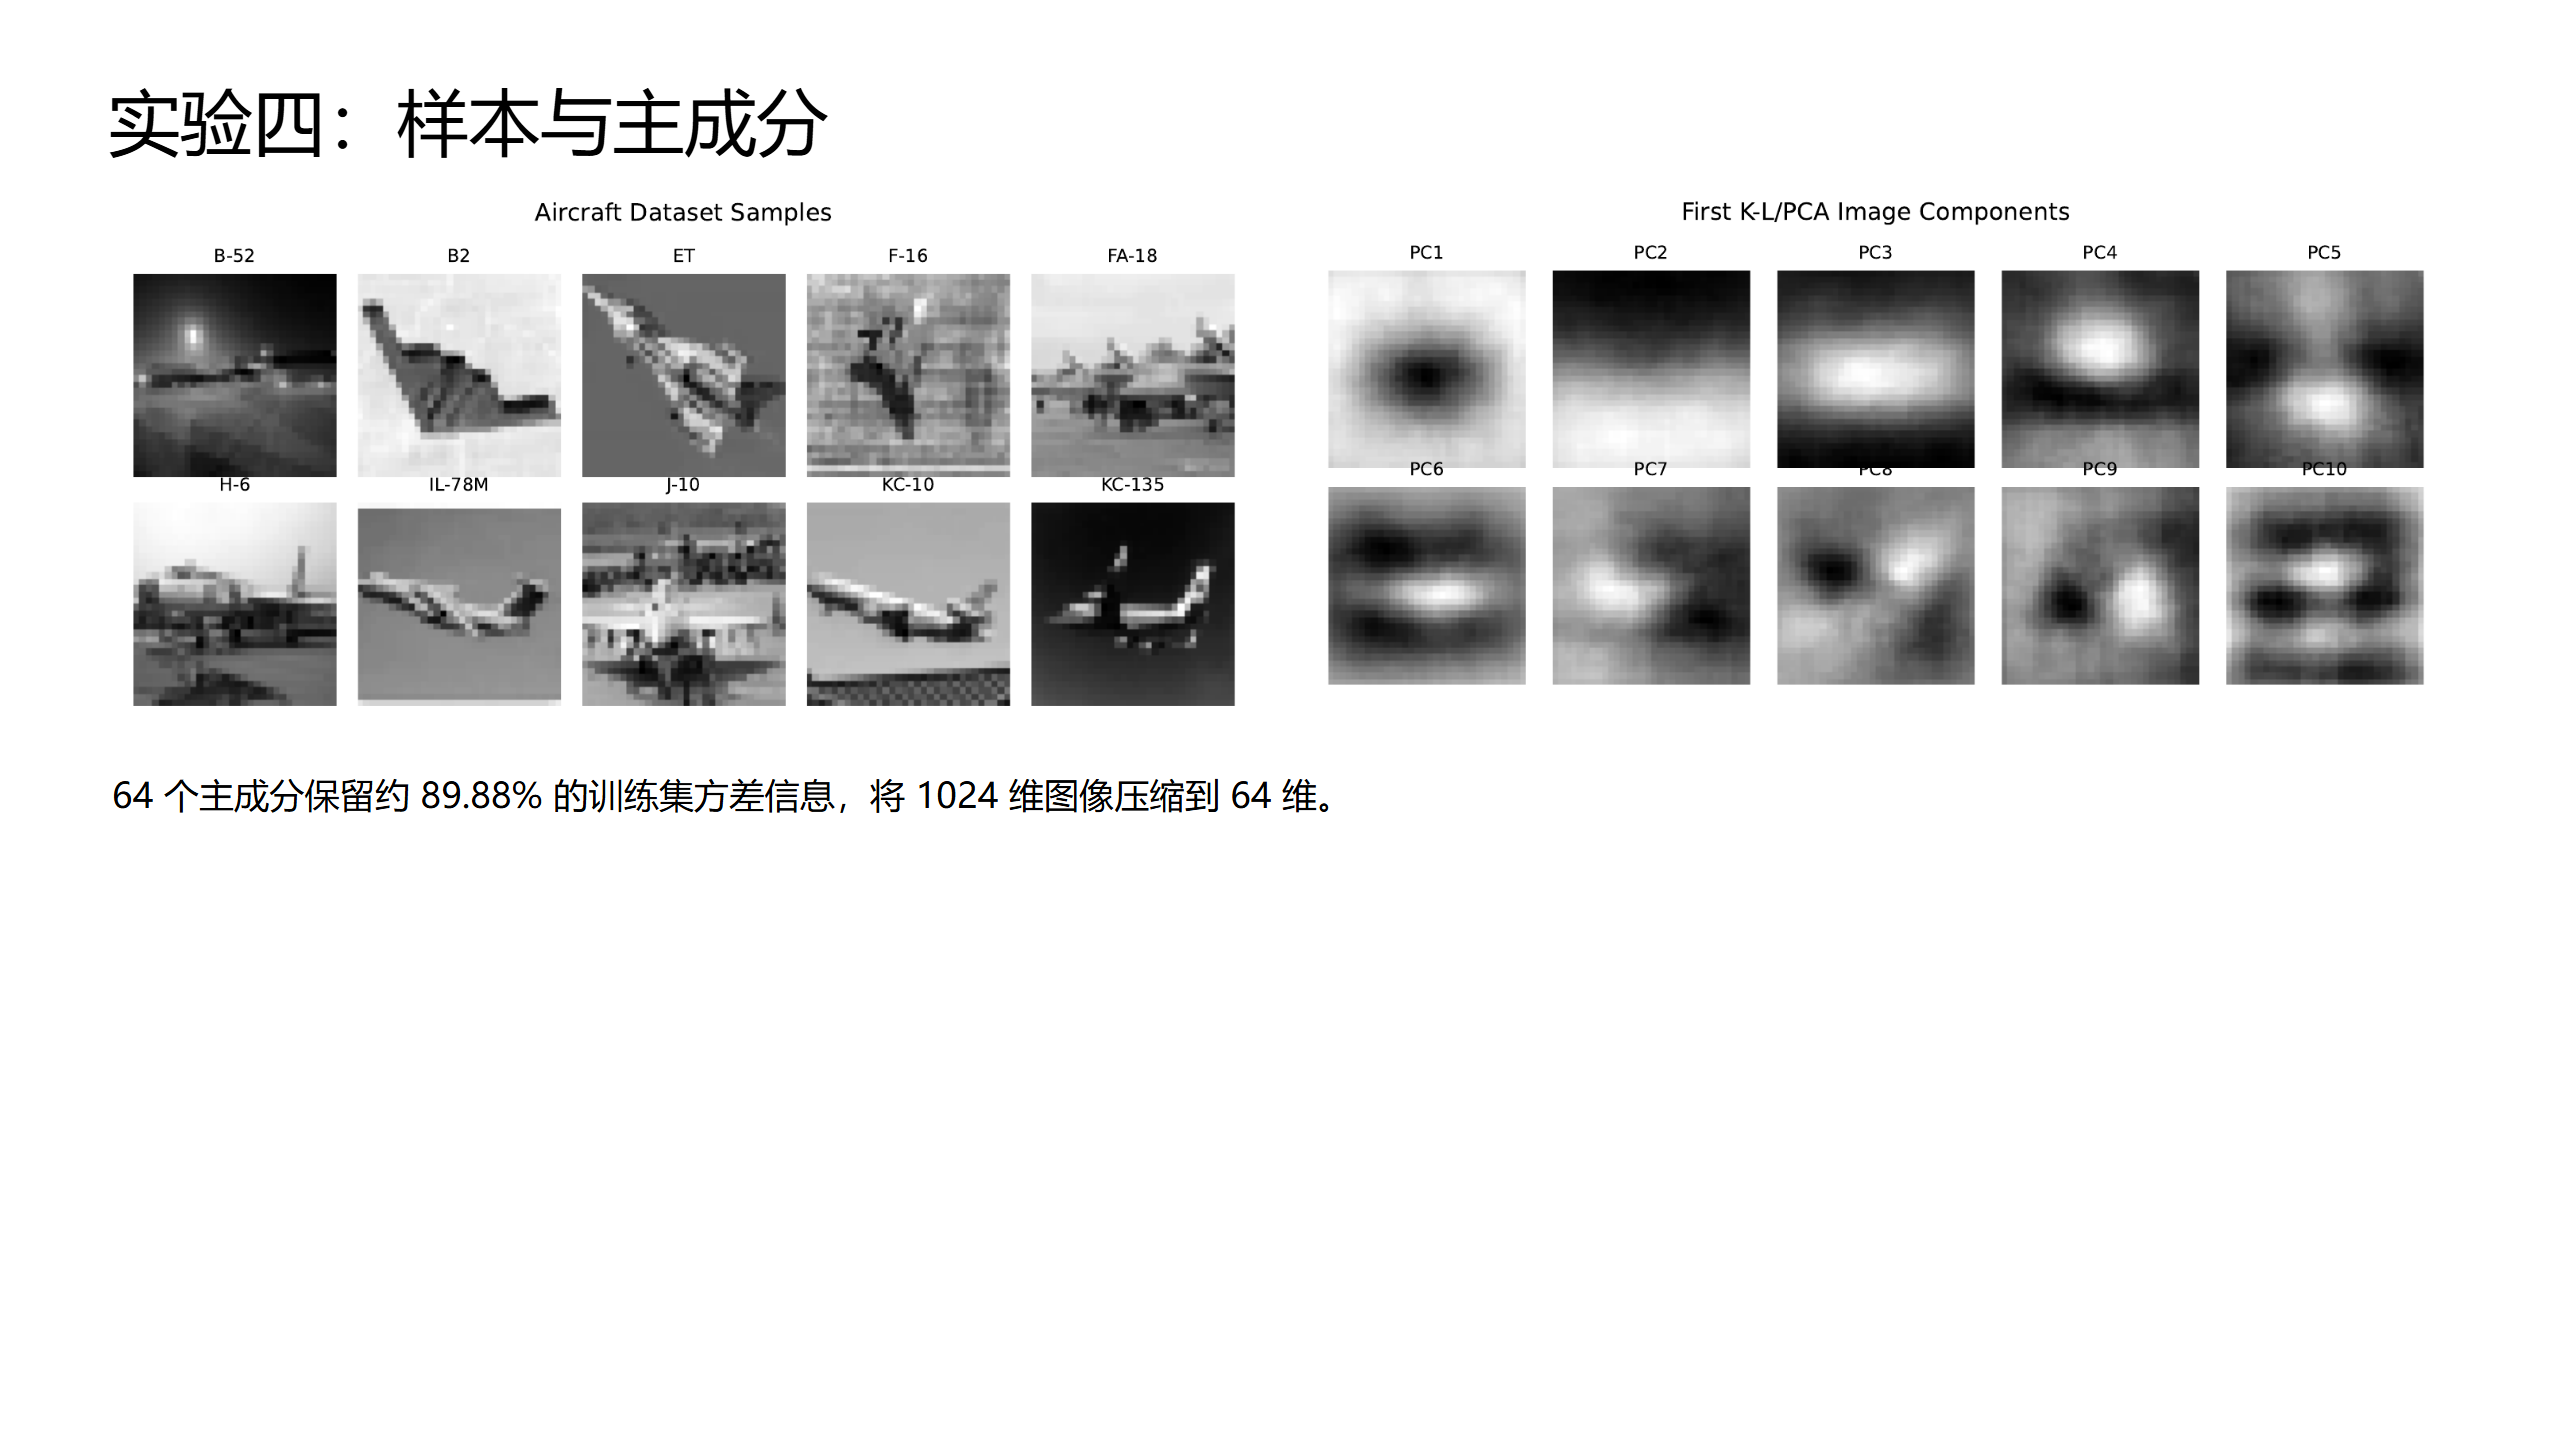 实验四：样本与主成分
Aircraft Dataset Samples
B-52 B2 ET F-16 FA-18
H-6 IL-78M J-10 KC-10 KC-135
First K-L/PCA Image Components
PC1 PC2 PC3 PC4 PC5
PC6 PC7 PC8 PC9 PC10
64 个主成分保留约 89.88% 的训练集方差信息，将 1024 维图像压缩到 64 维。